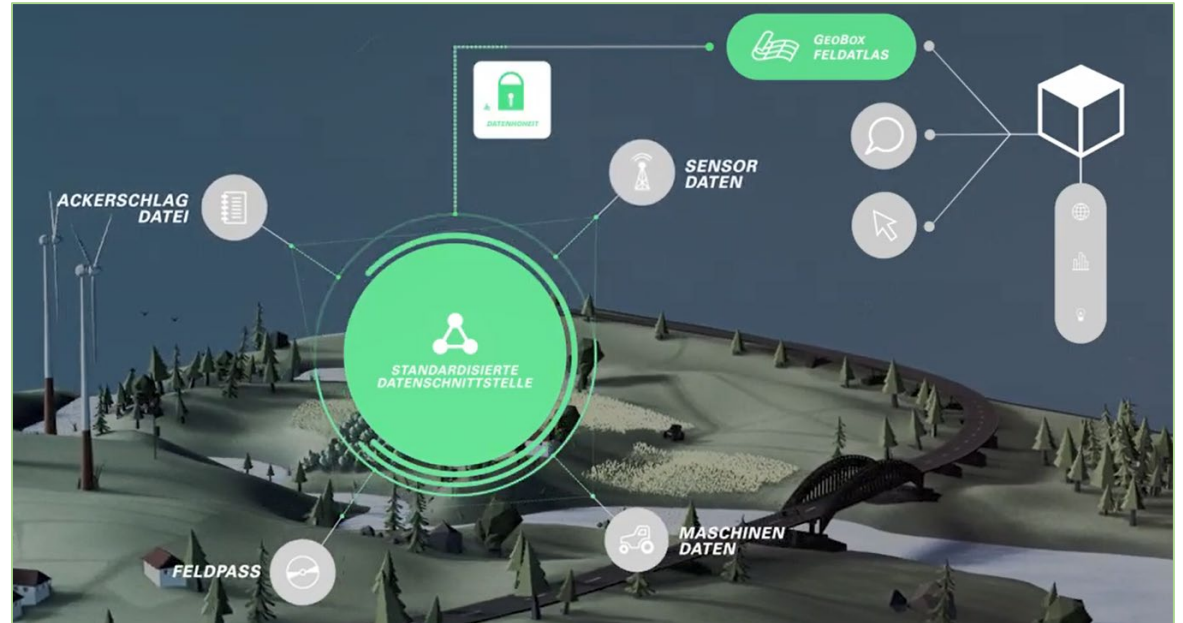 GEOBOX
FELDATLAS
DATENHOHEIT
SENSOR
DATEN
ACKERSCHLAG
DATEI
STANDARDISIERTE
DATENSCHNITTSTELLE
MASCHINEN
DATEN
FELDPASS